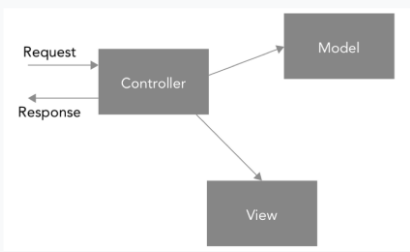 Request
Response
Controller
Model
View